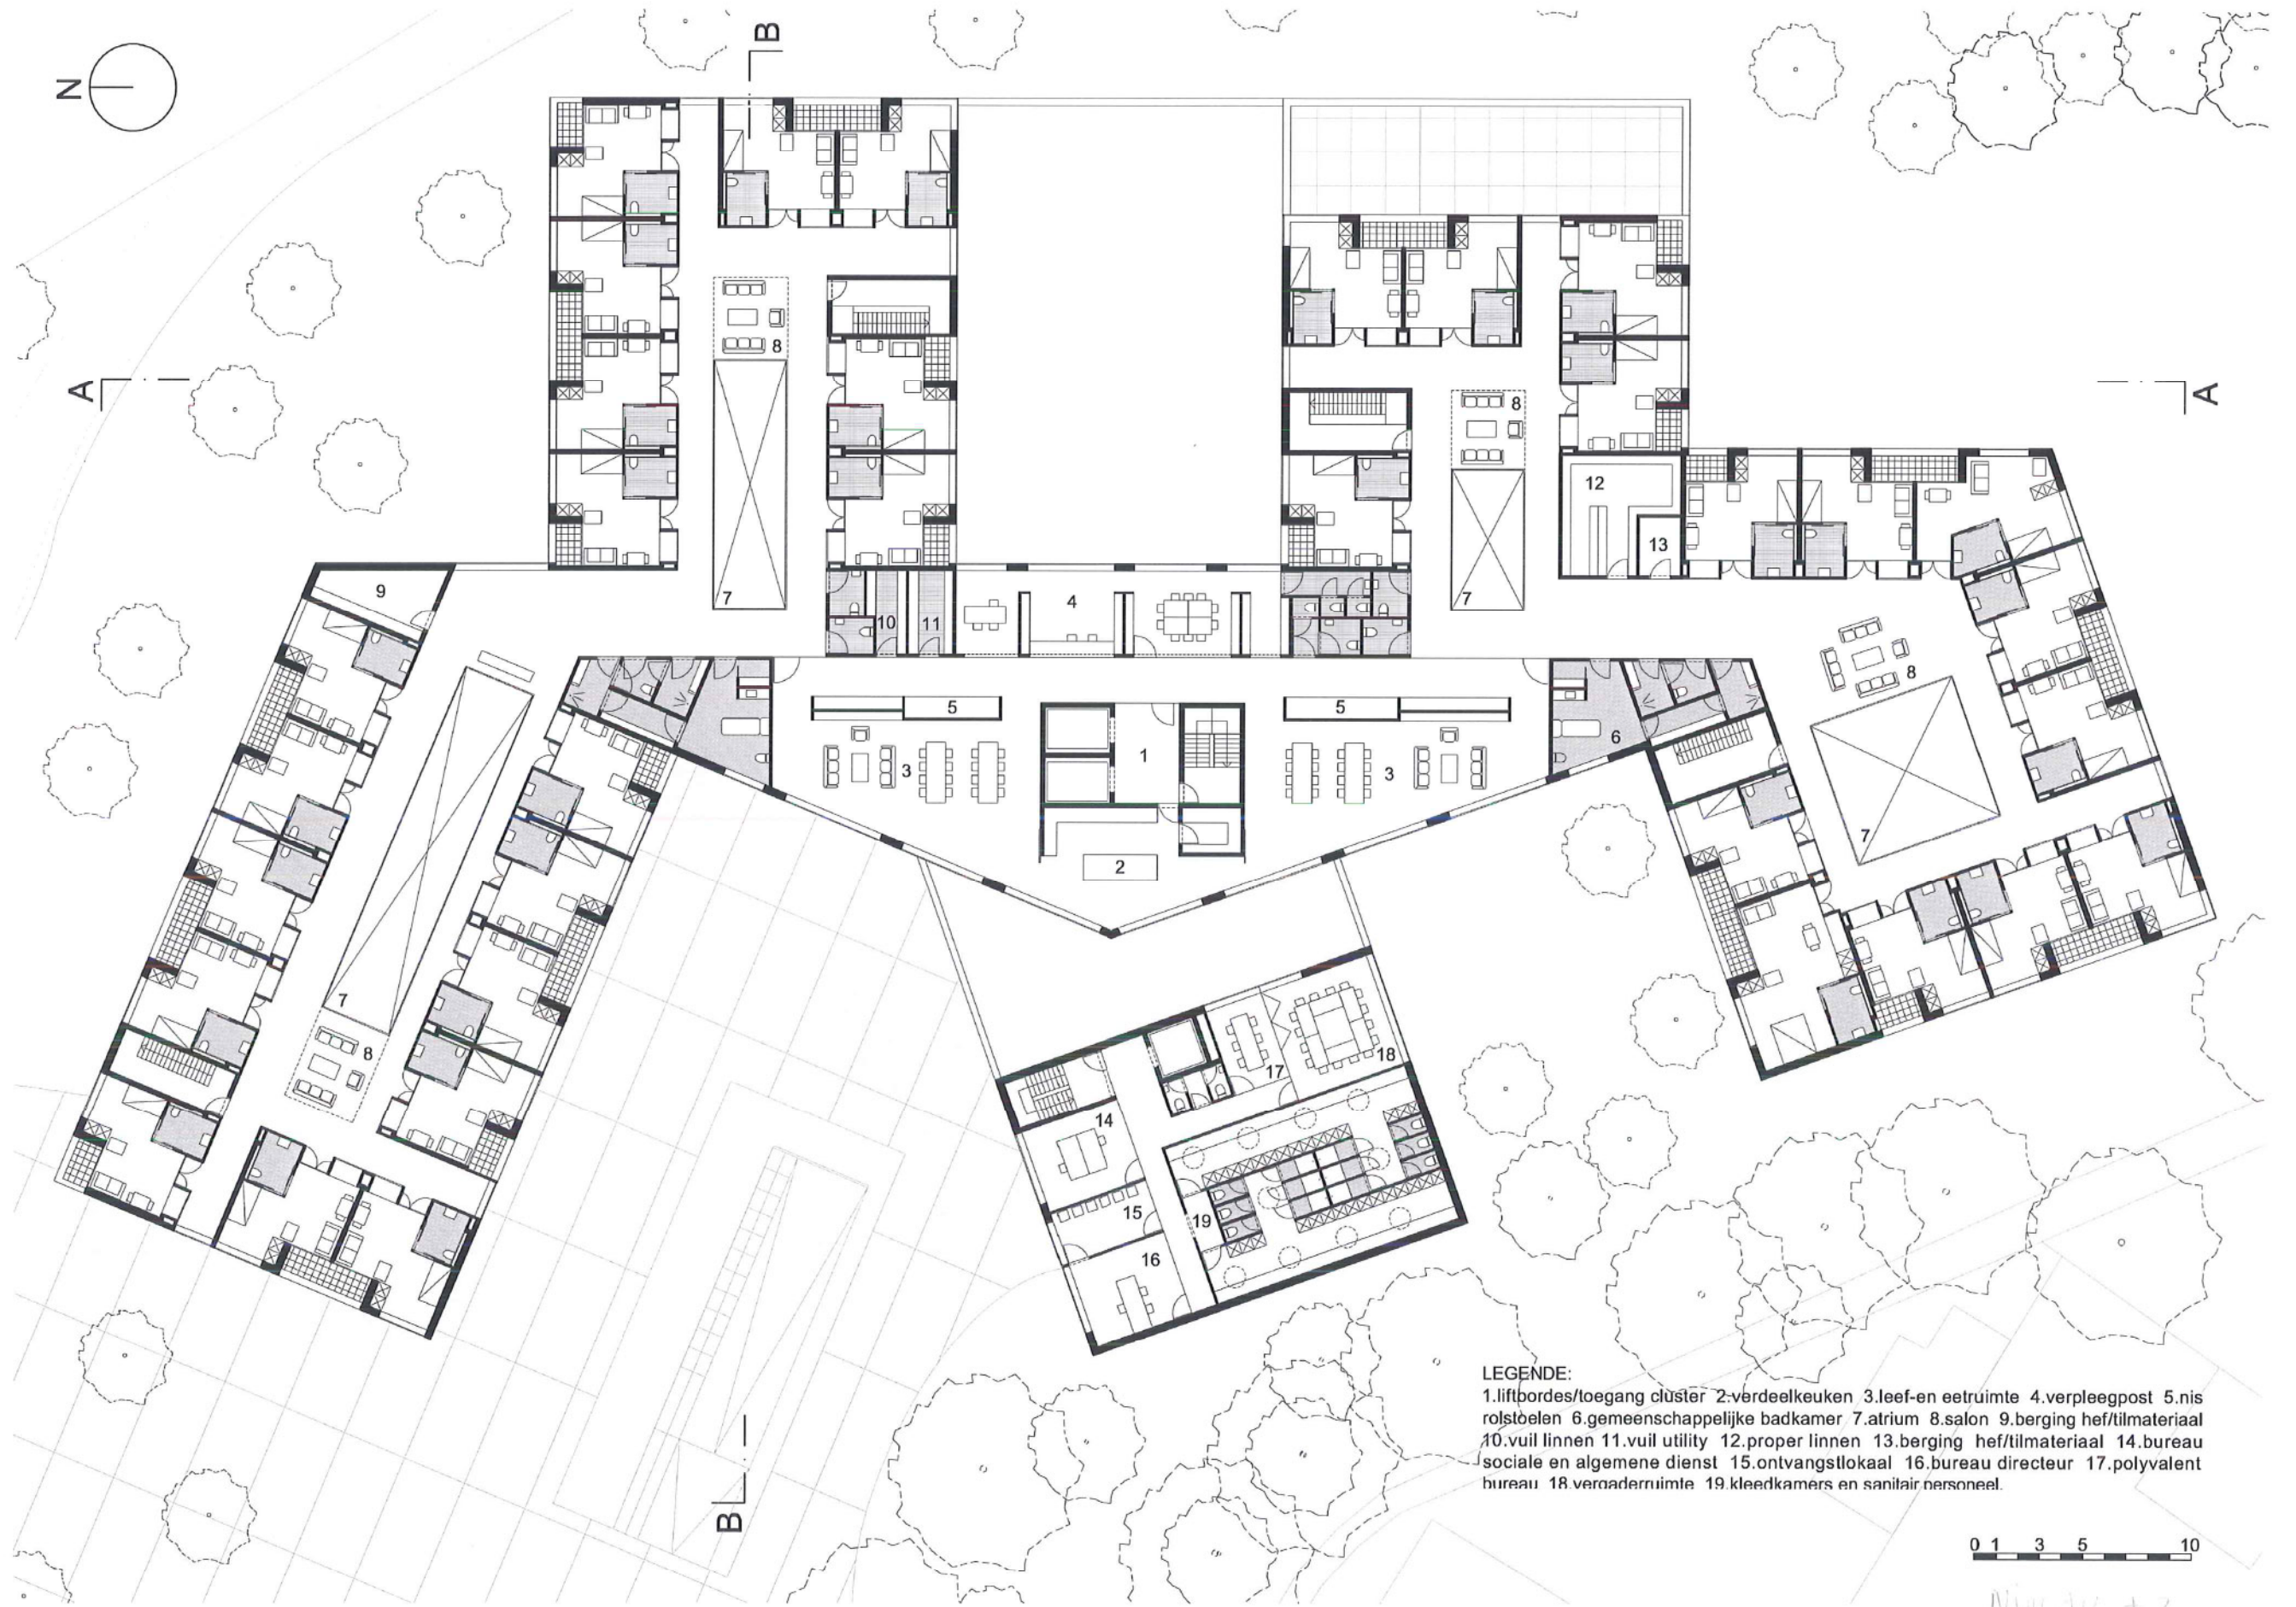 B
N
A
A
8
8
12
13
7
7
9
4
10
11
8
5
5
6
1
3
3
7
2
7
8
18
17
14
15
19
16
B
LEGENDE:
1.liftbordes/toegang cluster 2.verdeelkeuken 3.leef-en eetruimte 4.verpleegpost 5.nis
rolstoelen 6.gemeenschappelijke badkamer 7.atrium 8.salon 9.berging hef/tilmateriaal
10.vuil linnen 11.vuil utility 12.proper linnen 13.berging hef/tilmateriaal 14.bureau
sociale en algemene dienst 15.ontvangstlokaal 16.bureau directeur 17.polyvalent
bureau 18.vergaderruimte 19.kleedkamers en sanitair personeel.
0 1 3 5 10